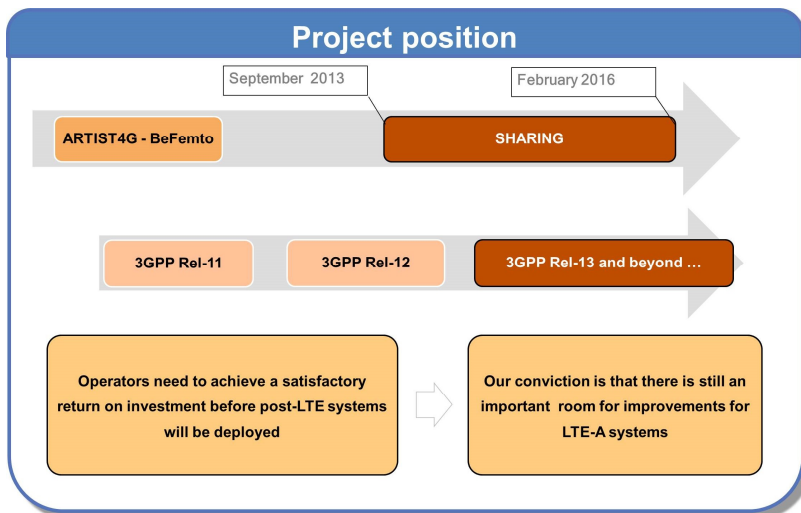 Project position
September 2013
February 2016
ARTIST4G - BeFemto
SHARING
3GPP Rel-11
3GPP Rel-12
3GPP Rel-13 and beyond ...
Operators need to achieve a satisfactory
return on investment before post-LTE systems
will be deployed
Our conviction is that there is still an
important room for improvements for
LTE-A systems